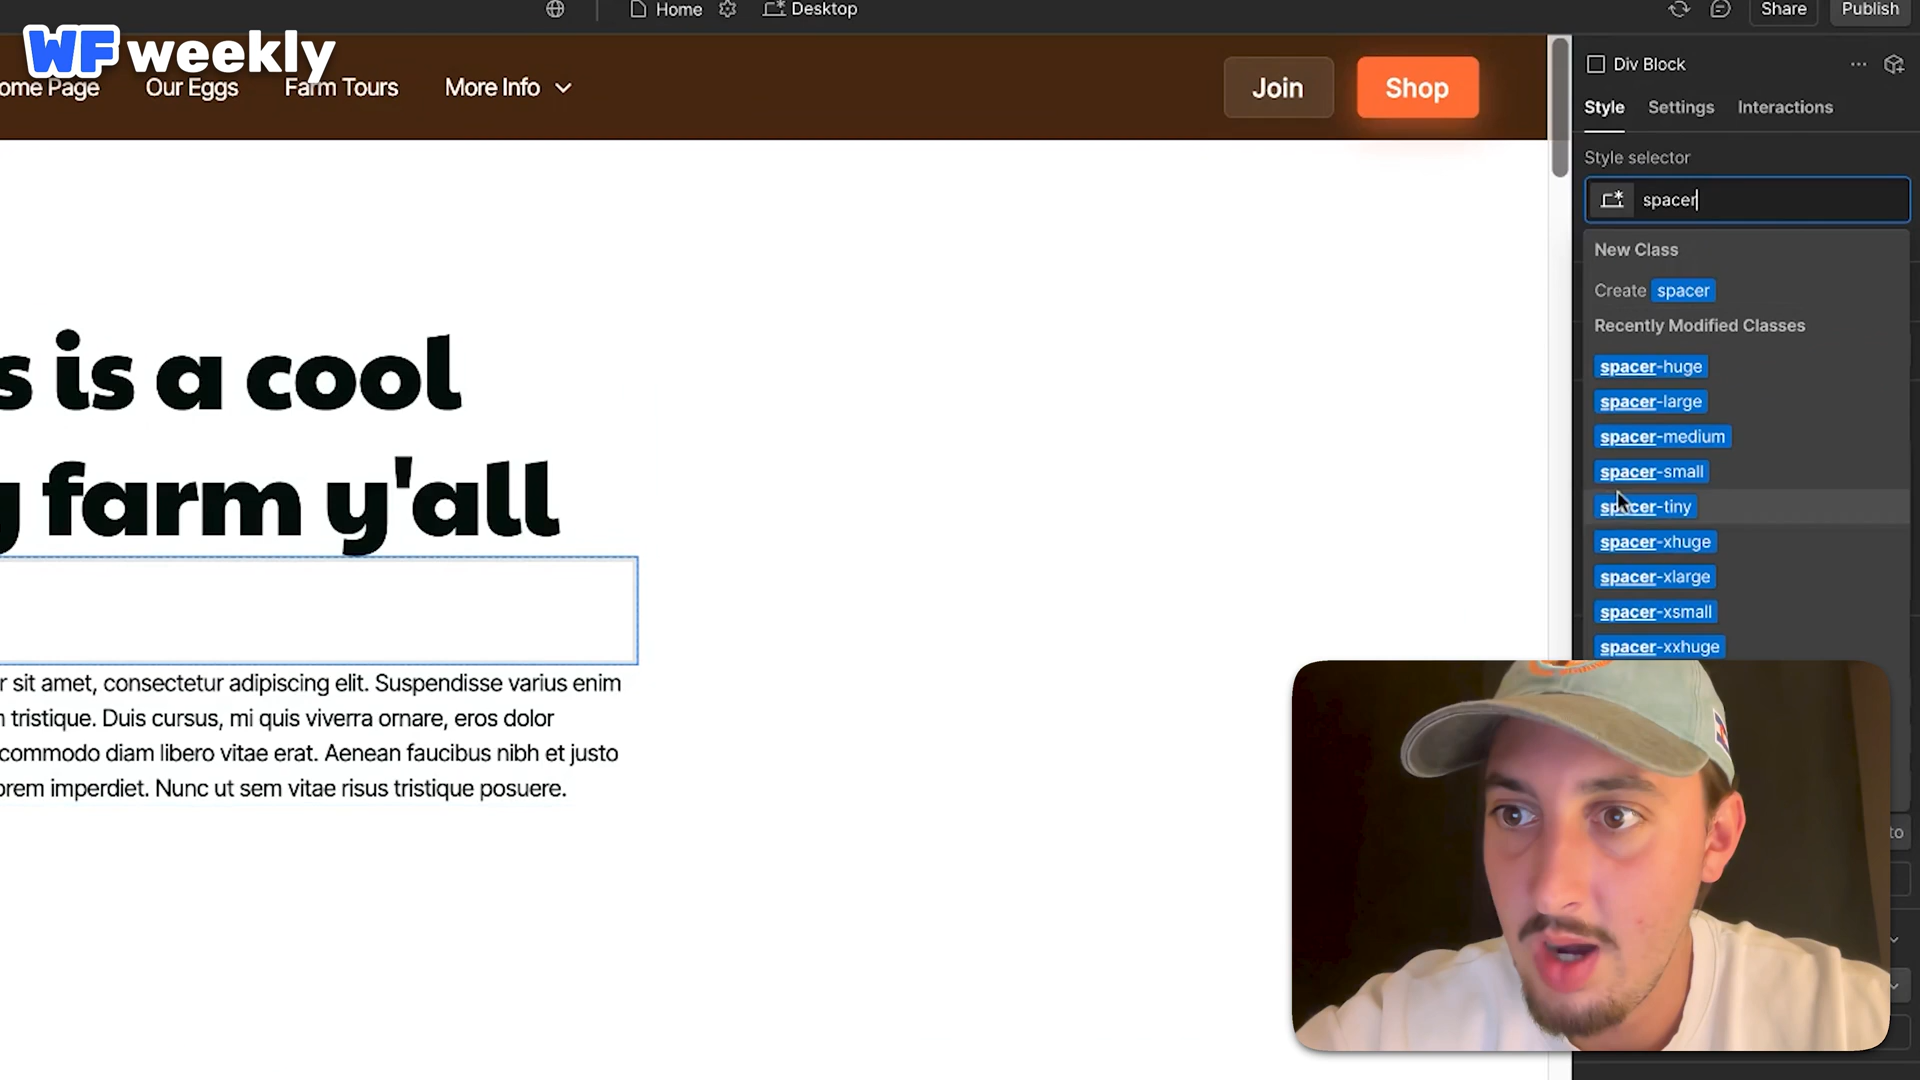 Home
Desktop
Share
Publish
WF weekly
ome Page
Our Eggs
Farm Tours
More Info
Join
Shop
Div Block
Style
Settings
Interactions
Style selector
spacer
New Class
Create spacer
Recently Modified Classes
spacer-huge
spacer-large
spacer-medium
spacer-small
spacer-tiny
spacer-xhuge
spacer-xlarge
spacer-xsmall
spacer-xxhuge
s is a cool
farm y'all
r sit amet, consectetur adipiscing elit. Suspendisse varius enim
tristique. Duis cursus, mi quis viverra ornare, eros dolor
commodo diam libero vitae erat. Aenean faucibus nibh et justo
orem imperdiet. Nunc ut sem vitae risus tristique posuere.
to